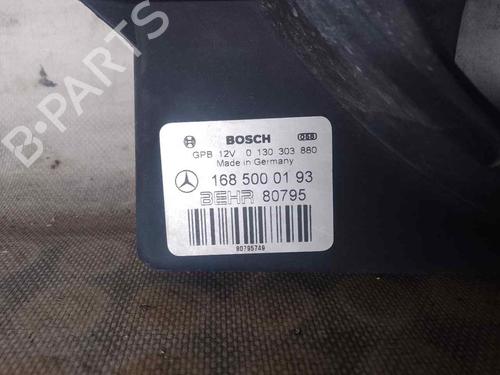 B-PARTS
BOSCH
GPB 12V 0 130 303 880
Made in Germany
168 500 01 93
BEHR 80795
80795749